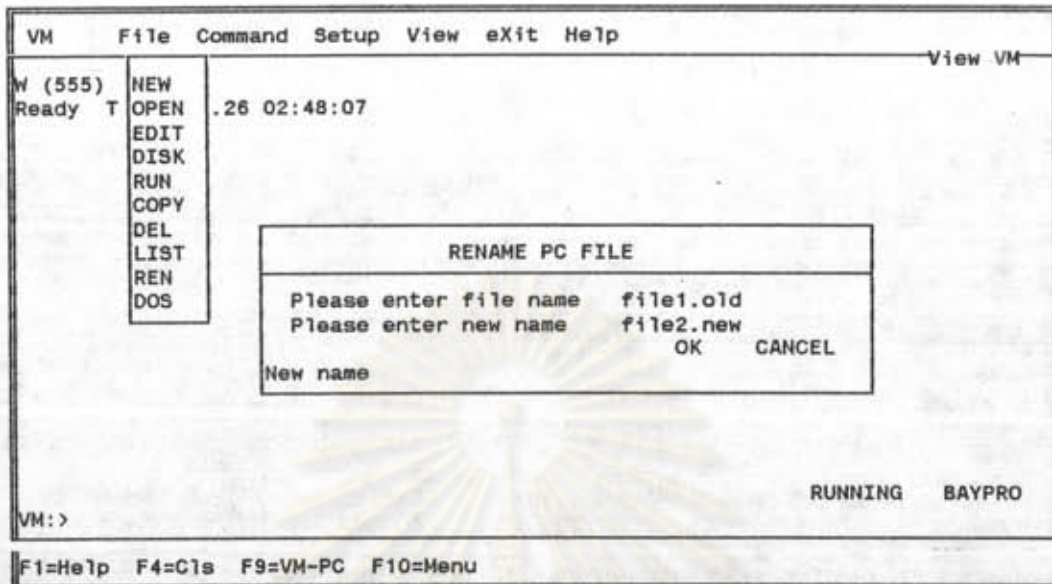 VM File Command Setup View eXit Help
View VM
W (555)
Ready T .26 02:48:07
NEW
OPEN
EDIT
DISK
RUN
COPY
DEL
LIST
REN
DOS
RENAME PC FILE
Please enter file name file1.old
Please enter new name file2.new
OK CANCEL
New name
RUNNING BAYPRO
VM:>
F1=Help F4=Cls F9=VM-PC F10=Menu